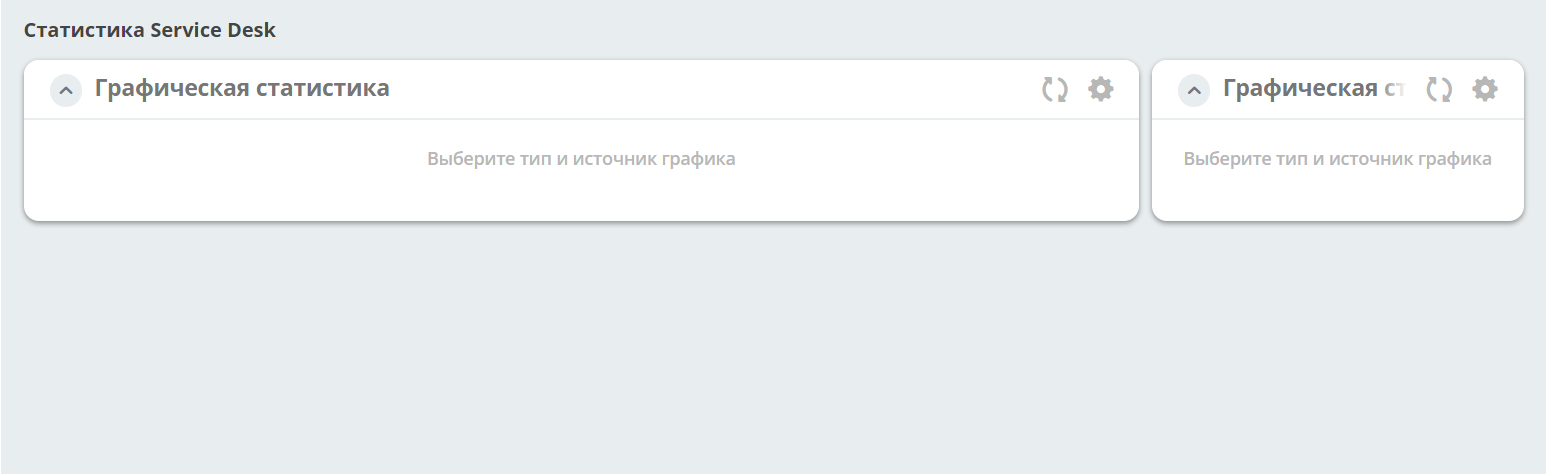 Статистика Service Desk
Графическая статистика
Выберите тип и источник графика
Графическая ст
Выберите тип и источник графика